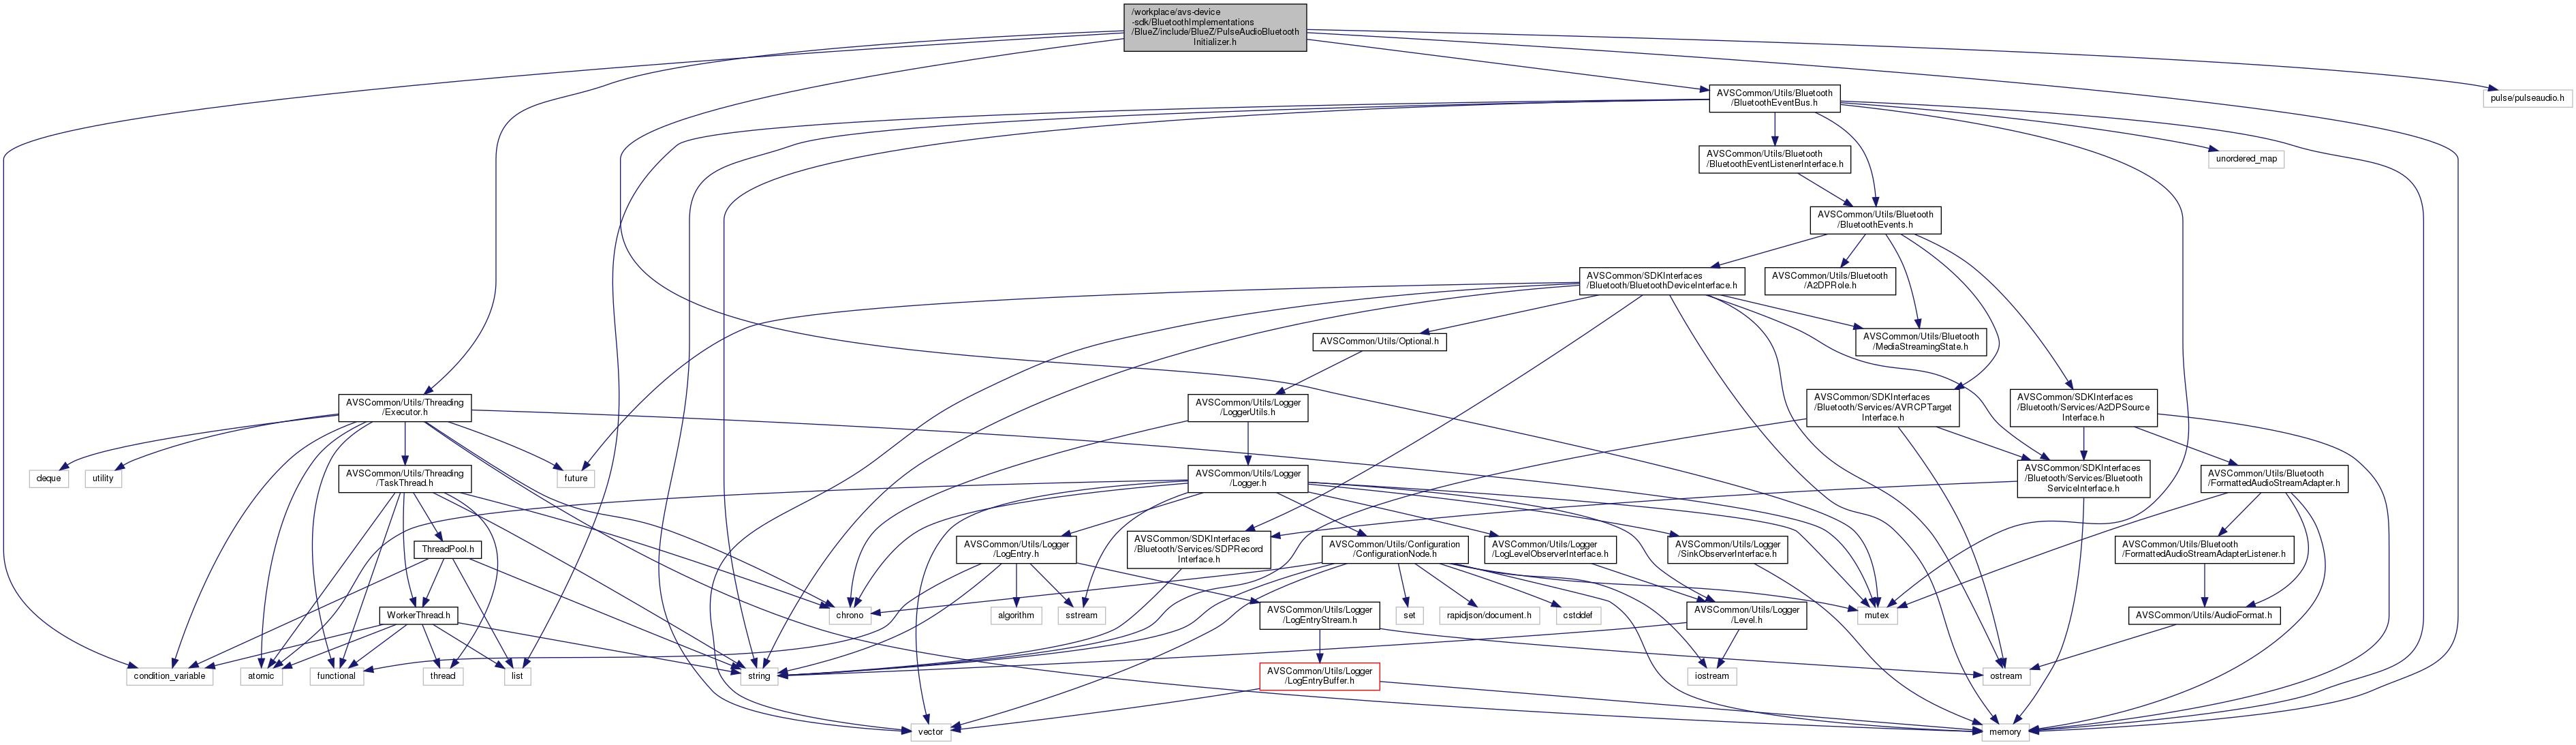 /workplace/avs-device
-sdk/BluetoothImplementations
/BlueZ/include/BlueZ/PulseAudioBluetooth
Initializer.h
AVSCommon/Utils/Bluetooth
/BluetoothEventBus.h
pulse/pulseaudio.h
AVSCommon/Utils/Bluetooth
/BluetoothEventListenerInterface.h
unordered_map
AVSCommon/Utils/Bluetooth
/BluetoothEvents.h
AVSCommon/SDKInterfaces
/Bluetooth/BluetoothDeviceInterface.h
AVSCommon/Utils/Bluetooth
/A2DPRole.h
AVSCommon/Utils/Optional.h
AVSCommon/Utils/Bluetooth
/MediaStreamingState.h
AVSCommon/Utils/Threading
/Executor.h
AVSCommon/Utils/Logger
/LoggerUtils.h
AVSCommon/SDKInterfaces
/Bluetooth/Services/AVRCPTarget
Interface.h
AVSCommon/SDKInterfaces
/Bluetooth/Services/A2DPSource
Interface.h
deque
utility
AVSCommon/Utils/Threading
/TaskThread.h
future
AVSCommon/Utils/Logger
/Logger.h
AVSCommon/SDKInterfaces
/Bluetooth/Services/Bluetooth
ServiceInterface.h
AVSCommon/Utils/Bluetooth
/FormattedAudioStreamAdapter.h
ThreadPool.h
AVSCommon/Utils/Logger
/LogEntry.h
AVSCommon/SDKInterfaces
/Bluetooth/Services/SDPRecord
Interface.h
AVSCommon/Utils/Configuration
/ConfigurationNode.h
AVSCommon/Utils/Logger
/LogLevelObserverInterface.h
AVSCommon/Utils/Logger
/SinkObserverInterface.h
AVSCommon/Utils/Bluetooth
/FormattedAudioStreamAdapterListener.h
WorkerThread.h
chrono
algorithm
sstream
AVSCommon/Utils/Logger
/LogEntryStream.h
set
rapidjson/document.h
cstddef
AVSCommon/Utils/Logger
/Level.h
mutex
AVSCommon/Utils/AudioFormat.h
condition_variable
atomic
functional
thread
list
string
AVSCommon/Utils/Logger
/LogEntryBuffer.h
iostream
ostream
vector
memory